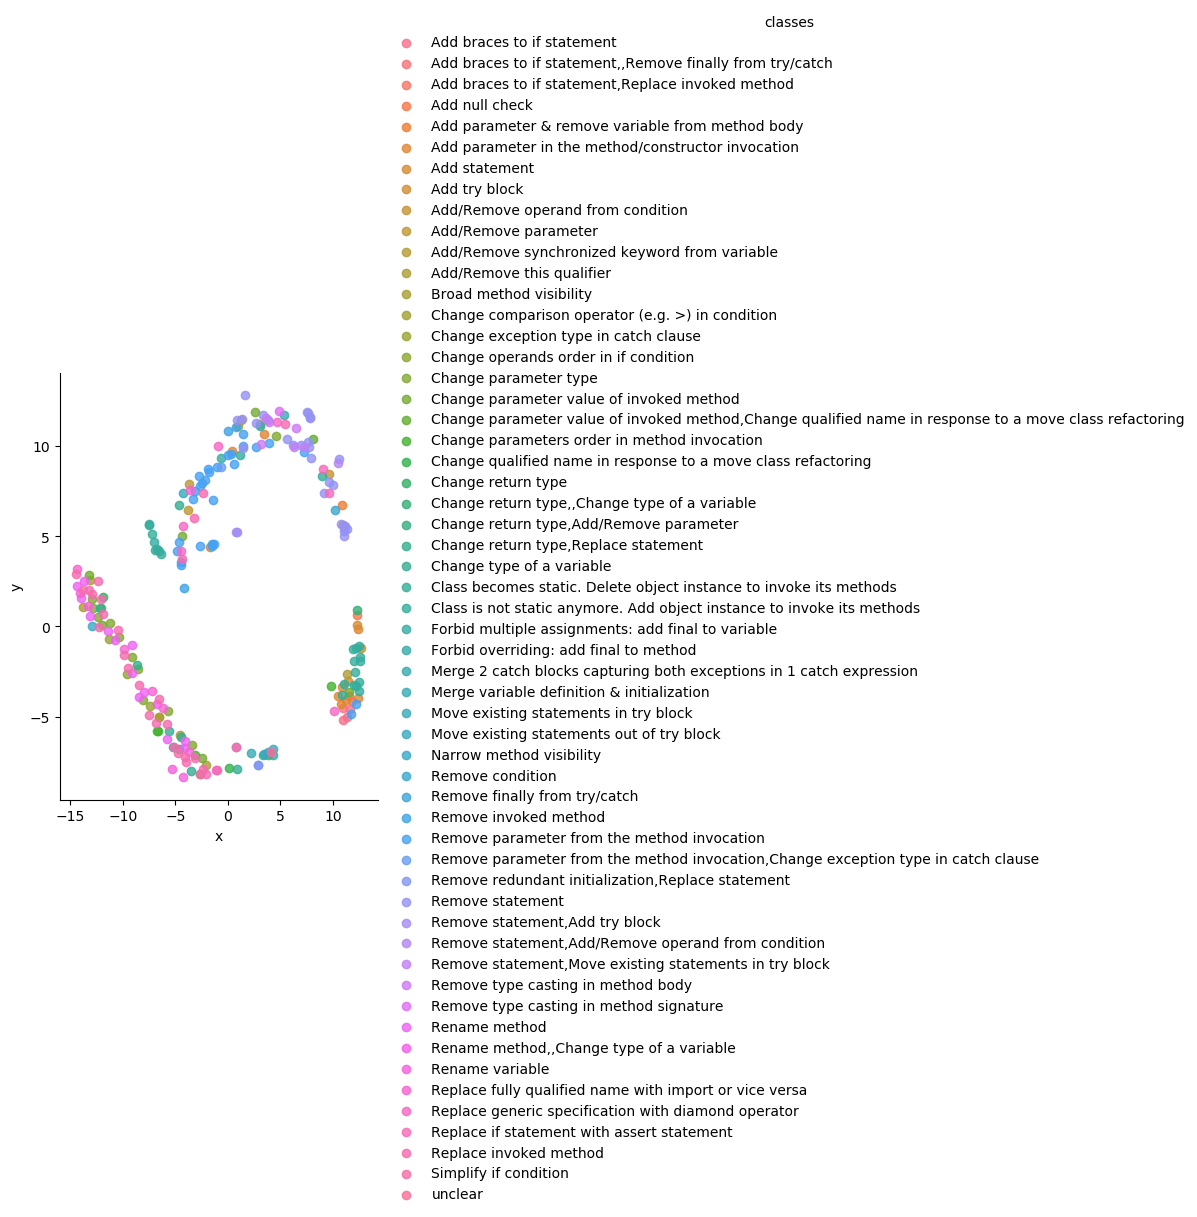 classes
Add braces to if statement
Add braces to if statement,,Remove finally from try/catch
Add braces to if statement,Replace invoked method
Add null check
Add parameter & remove variable from method body
Add parameter in the method/constructor invocation
Add statement
Add try block
Add/Remove operand from condition
Add/Remove parameter
Add/Remove synchronized keyword from variable
Add/Remove this qualifier
Broad method visibility
Change comparison operator (e.g. >) in condition
Change exception type in catch clause
Change operands order in if condition
Change parameter type
Change parameter value of invoked method
Change parameter value of invoked method,Change qualified name in response to a move class refactoring
Change parameters order in method invocation
Change qualified name in response to a move class refactoring
Change return type
Change return type,,Change type of a variable
Change return type,Add/Remove parameter
Change return type,Replace statement
Change type of a variable
Class becomes static. Delete object instance to invoke its methods
Class is not static anymore. Add object instance to invoke its methods
Forbid multiple assignments: add final to variable
Forbid overriding: add final to method
Merge 2 catch blocks capturing both exceptions in 1 catch expression
Merge variable definition & initialization
Move existing statements in try block
Move existing statements out of try block
Narrow method visibility
Remove condition
Remove finally from try/catch
Remove invoked method
Remove parameter from the method invocation
Remove parameter from the method invocation,Change exception type in catch clause
Remove redundant initialization,Replace statement
Remove statement
Remove statement,Add try block
Remove statement,Add/Remove operand from condition
Remove statement,Move existing statements in try block
Remove type casting in method body
Remove type casting in method signature
Rename method
Rename method,,Change type of a variable
Rename variable
Replace fully qualified name with import or vice versa
Replace generic specification with diamond operator
Replace if statement with assert statement
Replace invoked method
Simplify if condition
unclear
10
5
0
−5
y
−15 −10 −5 0 5 10
x